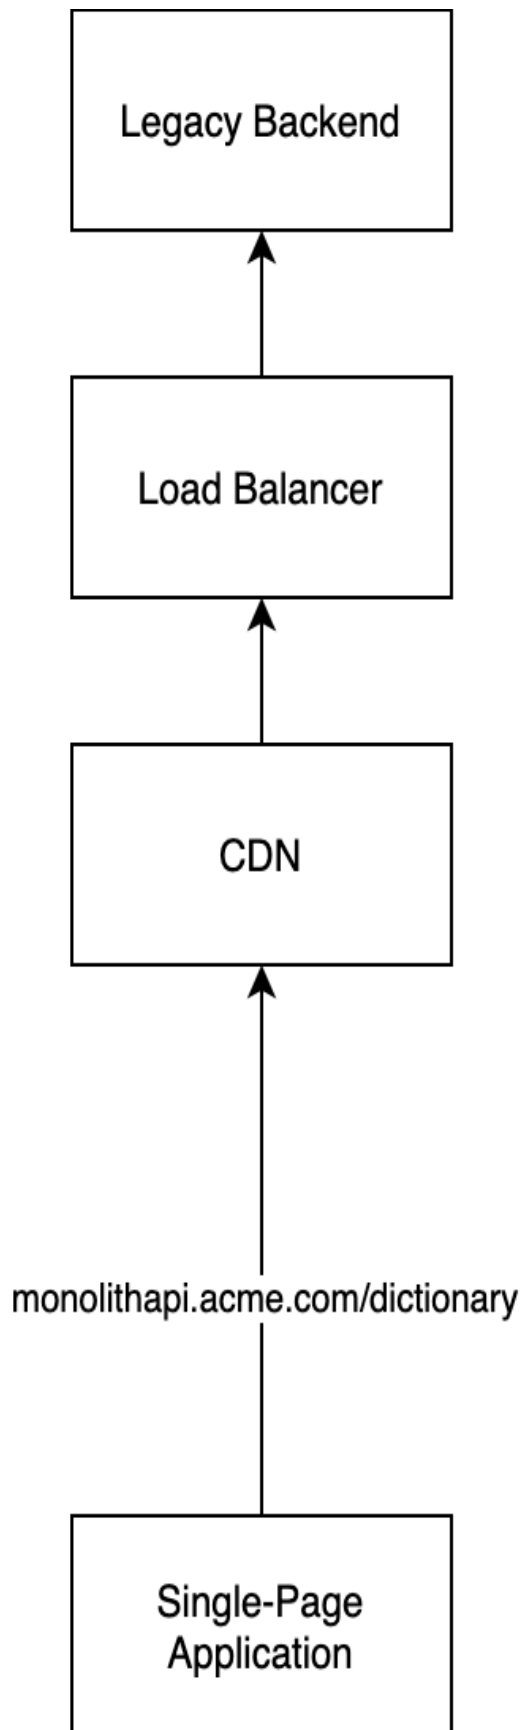 Legacy Backend
Load Balancer
CDN
monolithapi.acme.com/dictionary
Single-Page
Application